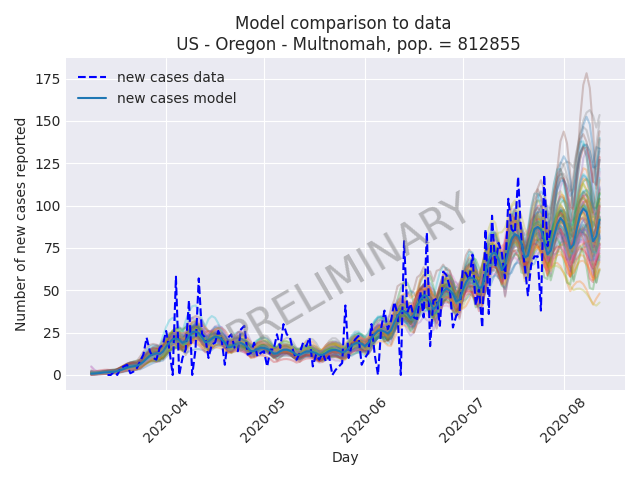 Model comparison to data
US - Oregon - Multnomah, pop. = 812855
new cases data
new cases model
175
150
125
100
75
50
25
0
Number of new cases reported
PRELIMINARY
2020-04
2020-05
2020-06
2020-07
2020-08
Day